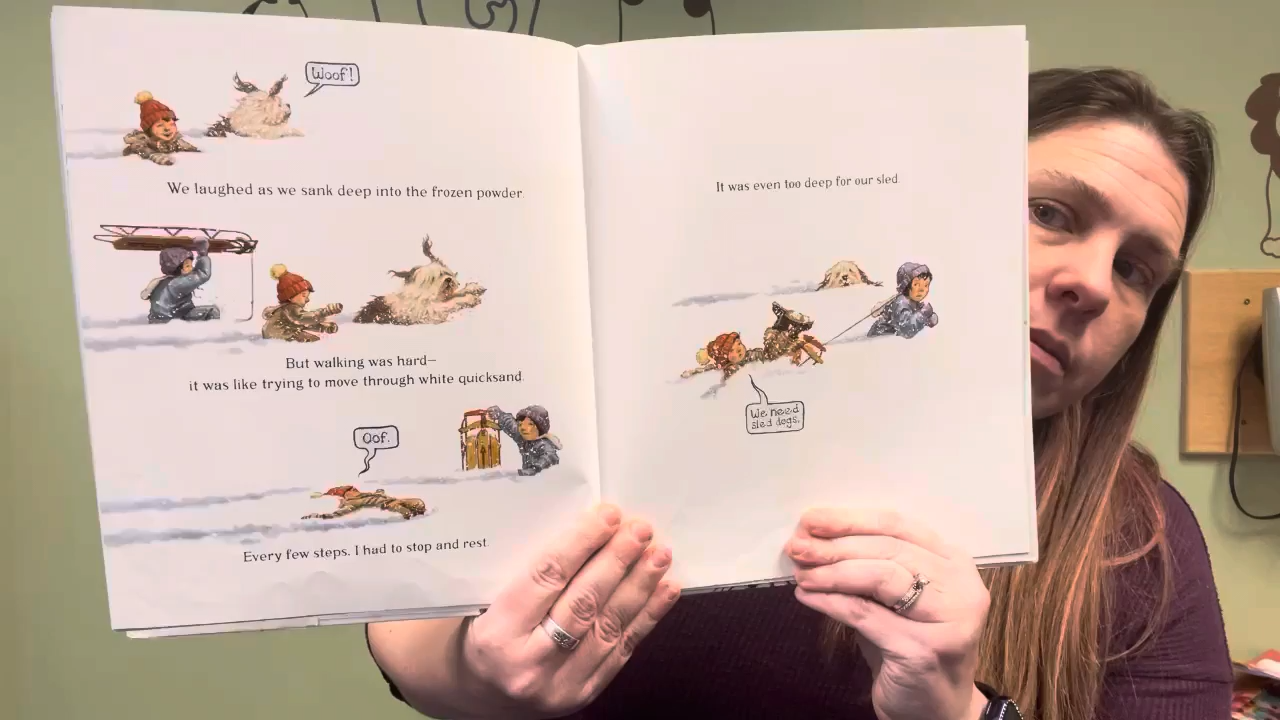 Woof!
We laughed as we sank deep into the frozen powder.
But walking was hard—
it was like trying to move through white quicksand.
Oof.
Every few steps, I had to stop and rest.
It was even too deep for our sled.
We need
sled dogs.